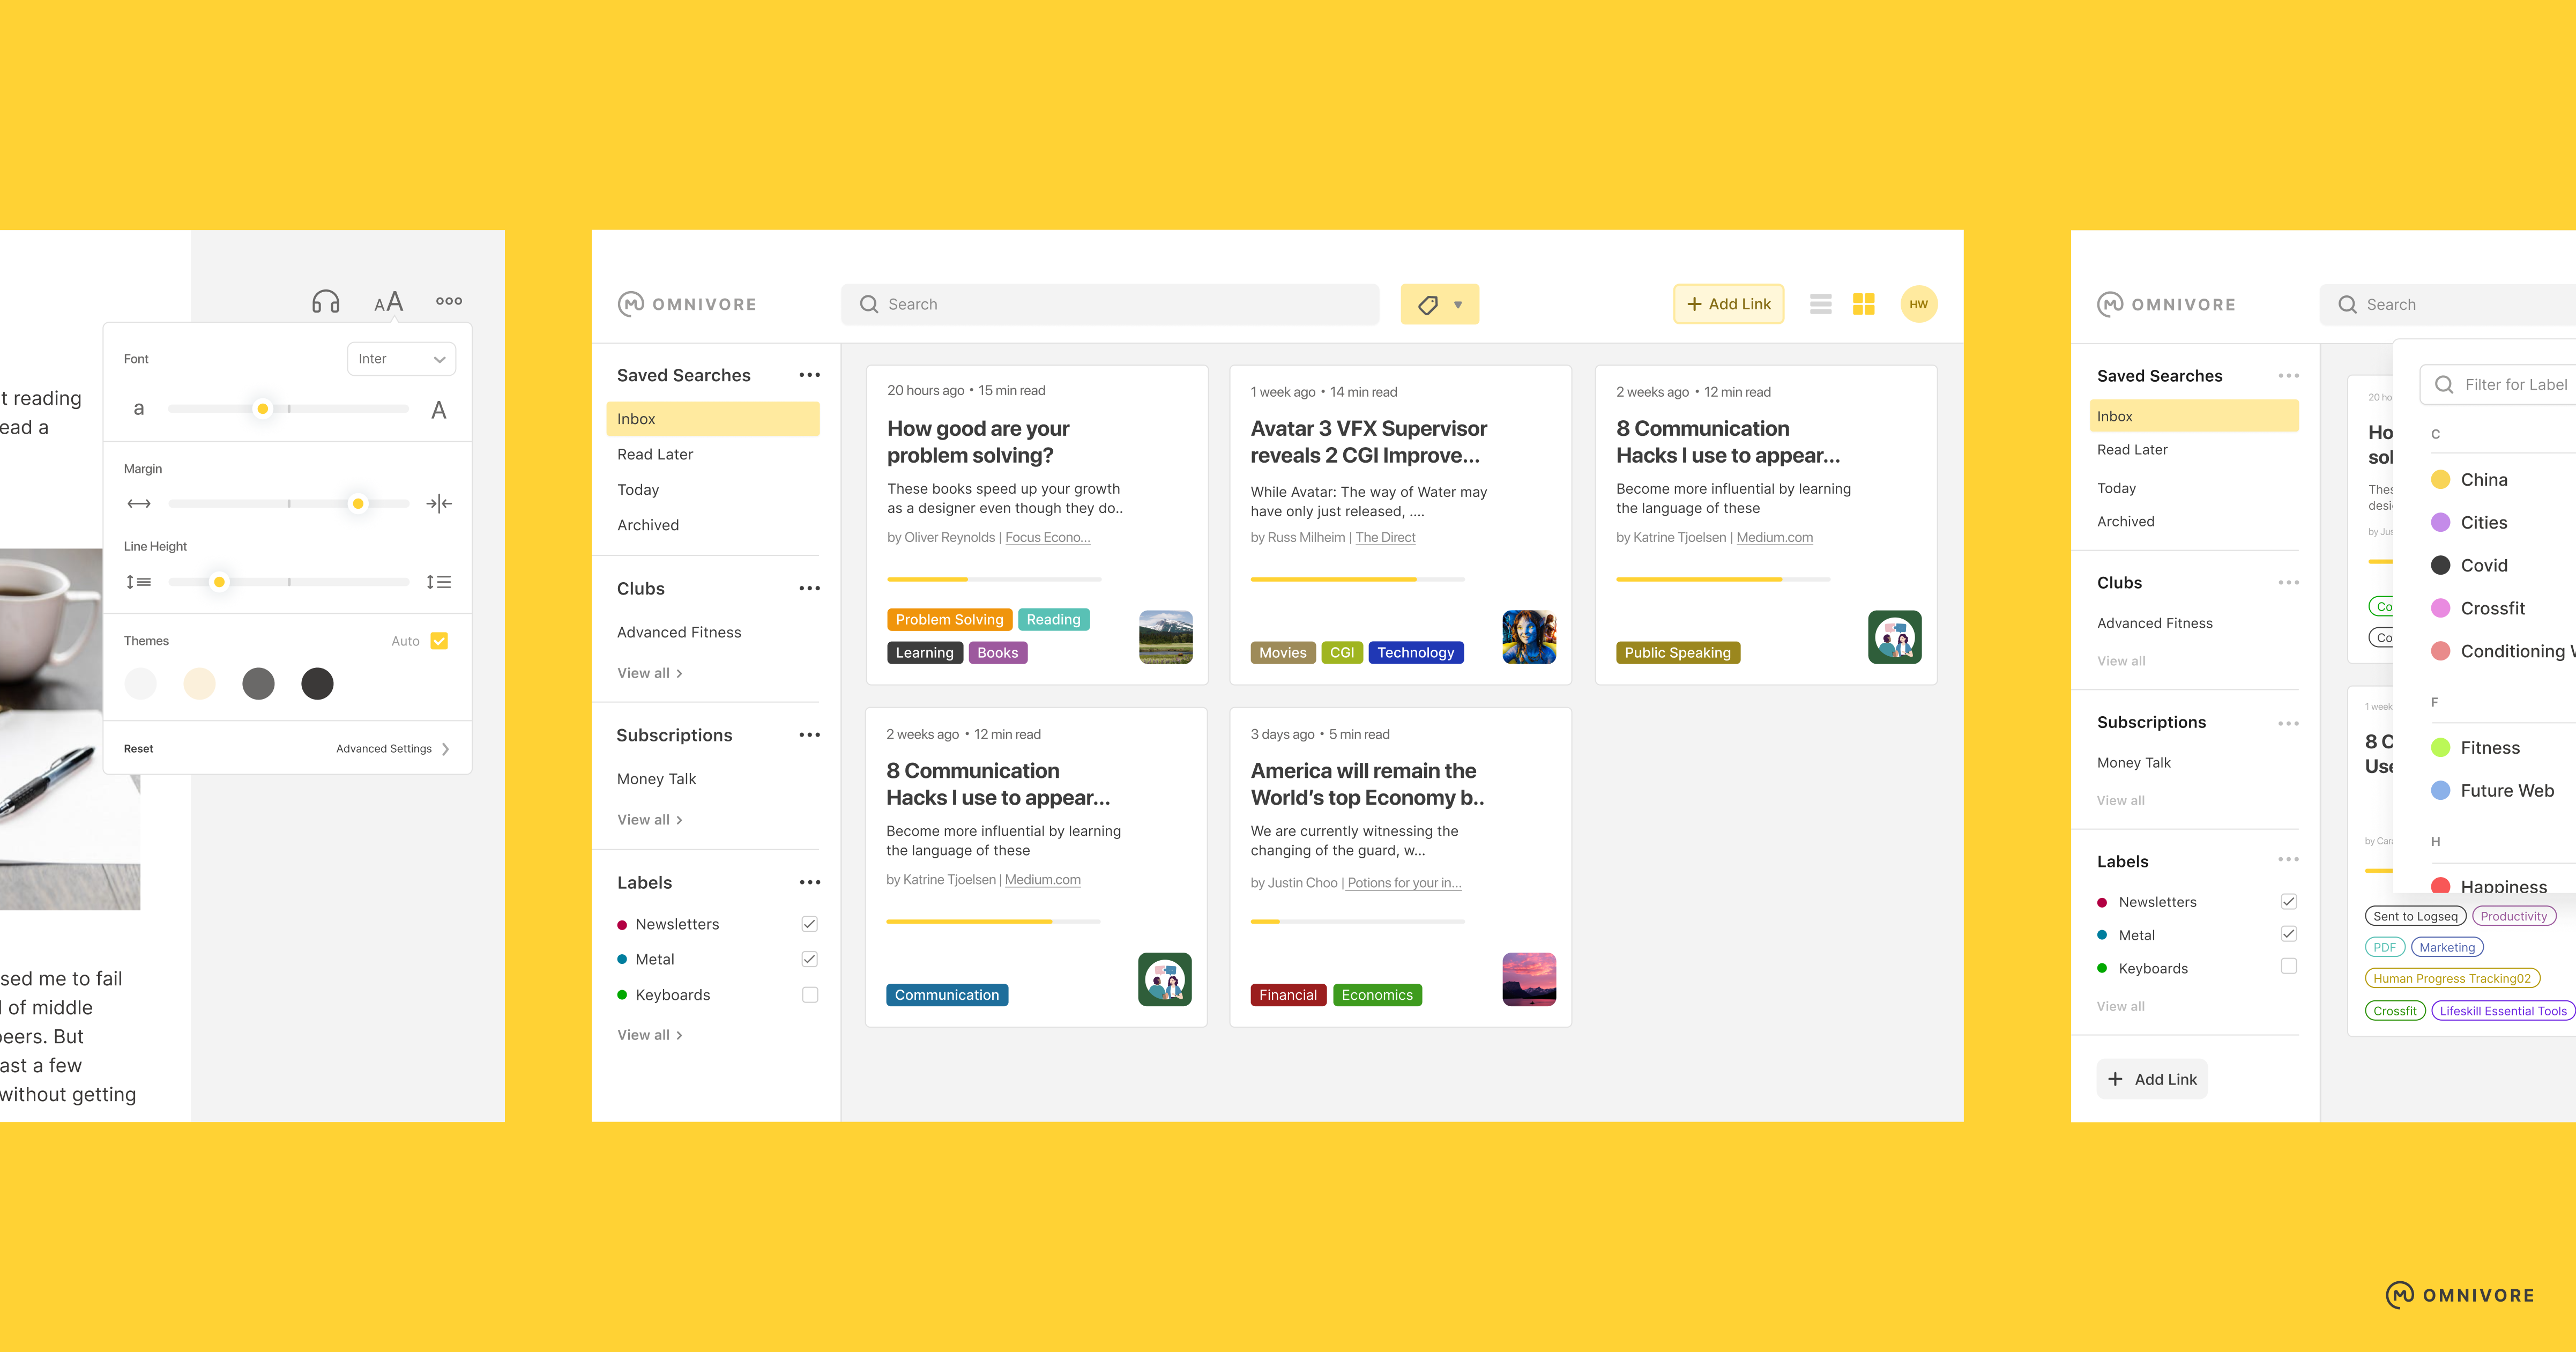 t reading
ead a
sed me to fail
l of middle
peers. But
ast a few
without getting
Font
Inter
a
A
Margin
Line Height
Themes
Auto
Reset
Advanced Settings
AA
OMNIVORE
Search
+ Add Link
HW
Saved Searches
Inbox
Read Later
Today
Archived
Clubs
Advanced Fitness
View all >
Subscriptions
Money Talk
View all >
Labels
Newsletters
Metal
Keyboards
View all >
20 hours ago • 15 min read
How good are your
problem solving?
These books speed up your growth
as a designer even though they do..
by Oliver Reynolds | Focus Econo...
Problem Solving
Reading
Learning
Books
1 week ago • 14 min read
Avatar 3 VFX Supervisor
reveals 2 CGI Improve...
While Avatar: The way of Water may
have only just released, ....
by Russ Milheim | The Direct
Movies
CGI
Technology
2 weeks ago • 12 min read
8 Communication
Hacks I use to appear...
Become more influential by learning
the language of these
by Katrine Tjoelsen | Medium.com
Public Speaking
2 weeks ago • 12 min read
8 Communication
Hacks I use to appear...
Become more influential by learning
the language of these
by Katrine Tjoelsen | Medium.com
Communication
3 days ago • 5 min read
America will remain the
World's top Economy b..
We are currently witnessing the
changing of the guard, w...
by Justin Choo | Potions for your in...
Financial
Economics
OMNIVORE
Search
Saved Searches
Inbox
Read Later
Today
Archived
Clubs
Advanced Fitness
View all
Subscriptions
Money Talk
View all
Labels
Newsletters
Metal
Keyboards
View all
+ Add Link
20 ho
Ho
sol
Thes
desi
by Jus
Co
Co
1 week
8 C
Use
by Car
Filter for Label
C
China
Cities
Covid
Crossfit
Conditioning
F
Fitness
Future Web
H
Happiness
Sent to Logseq
Productivity
PDF
Marketing
Human Progress Tracking02
Crossfit
Lifeskill Essential Tools
OMNIVORE